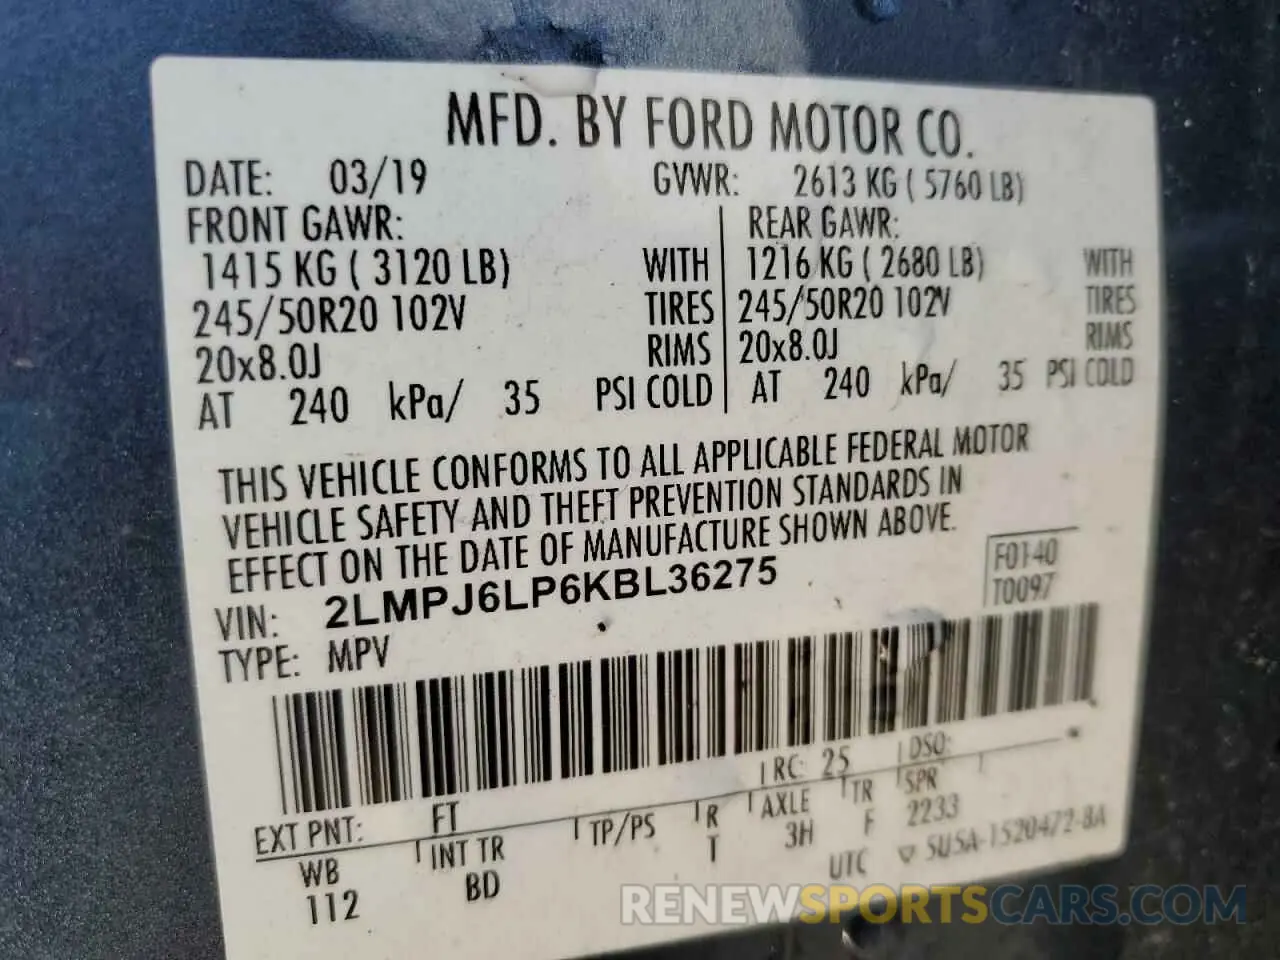 MFD. BY FORD MOTOR CO.
DATE: 03/19 GVWR: 2613 KG ( 5760 LB)
FRONT GAWR: REAR GAWR:
1415 KG ( 3120 LB) WITH 1216 KG ( 2680 LB) WITH
245/50R20 102V TIRES 245/50R20 102V TIRES
20x8.0J RIMS 20x8.0J RIMS
AT 240 kPa/ 35 PSI COLD AT 240 kPa/ 35 PSI COLD
THIS VEHICLE CONFORMS TO ALL APPLICABLE FEDERAL MOTOR
VEHICLE SAFETY AND THEFT PREVENTION STANDARDS IN
EFFECT ON THE DATE OF MANUFACTURE SHOWN ABOVE.
F0140
T0097
VIN: 2LMPJ6LP6KBL36275
TYPE: MPV
RC: 25 DSO:
EXT PNT: FT
WB INT TR TP/PS R AXLE TR SPR
112 BD T 3H F 2233
UTC SU5A-1520472-8A
RENEWSPORTSCARS.COM